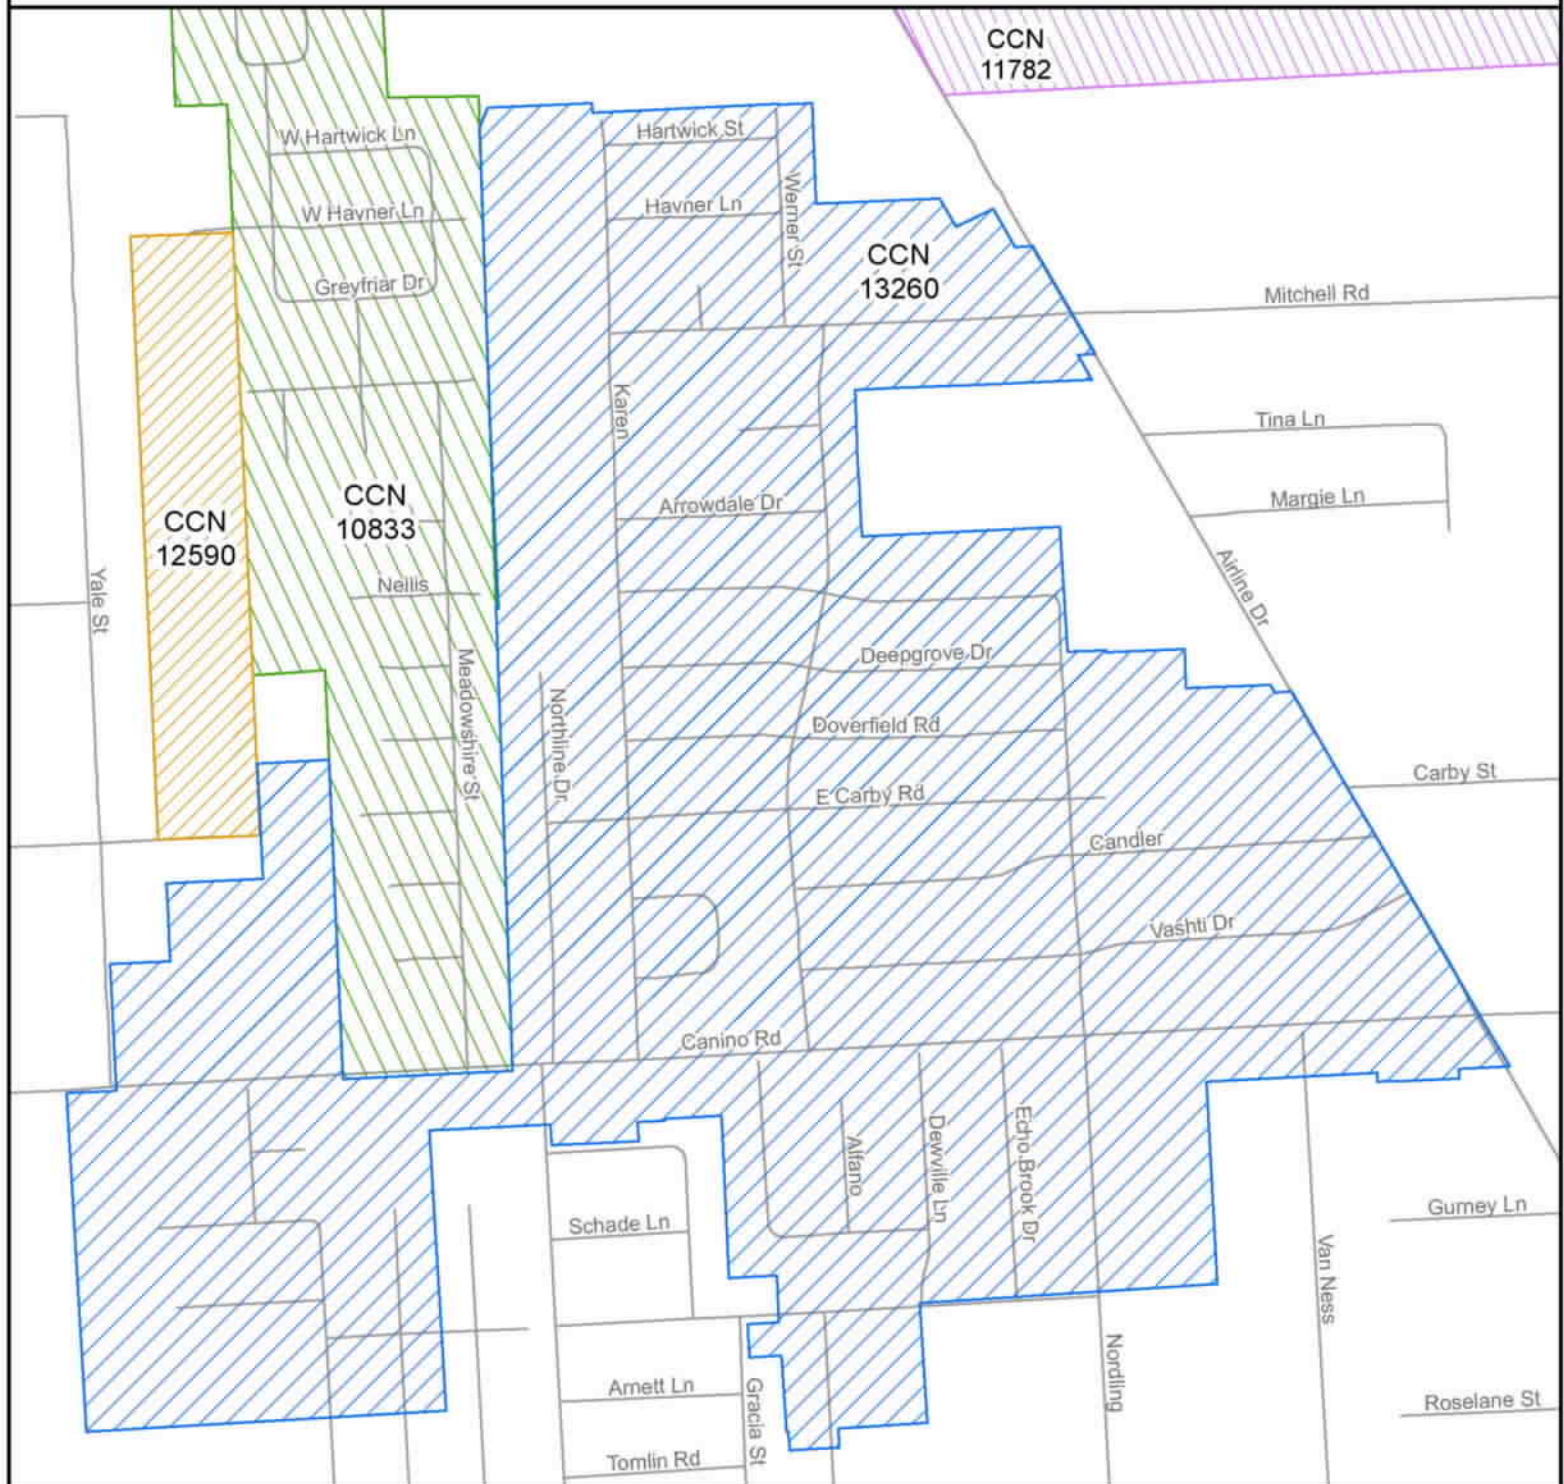 CCN
11782
W Hartwick Ln
Hartwick St
W Havner Ln
Havner Ln
Werner St
CCN
13260
Greyfriar Dr
Mitchell Rd
Karen
Tina Ln
CCN
10833
Arrowdale Dr
Margie Ln
CCN
12590
Yale St
Airline Dr
Nellis
Deepgrove Dr
Meadowshire St
Northline Dr
Doverfield Rd
E Carby Rd
Carby St
Candler
Vashti Dr
Canino Rd
Alfano
Dewville Ln
Echo Brook Dr
Schade Ln
Gurney Ln
Van Ness
Nordling
Arnett Ln
Gracia St
Roselane St
Tomlin Rd